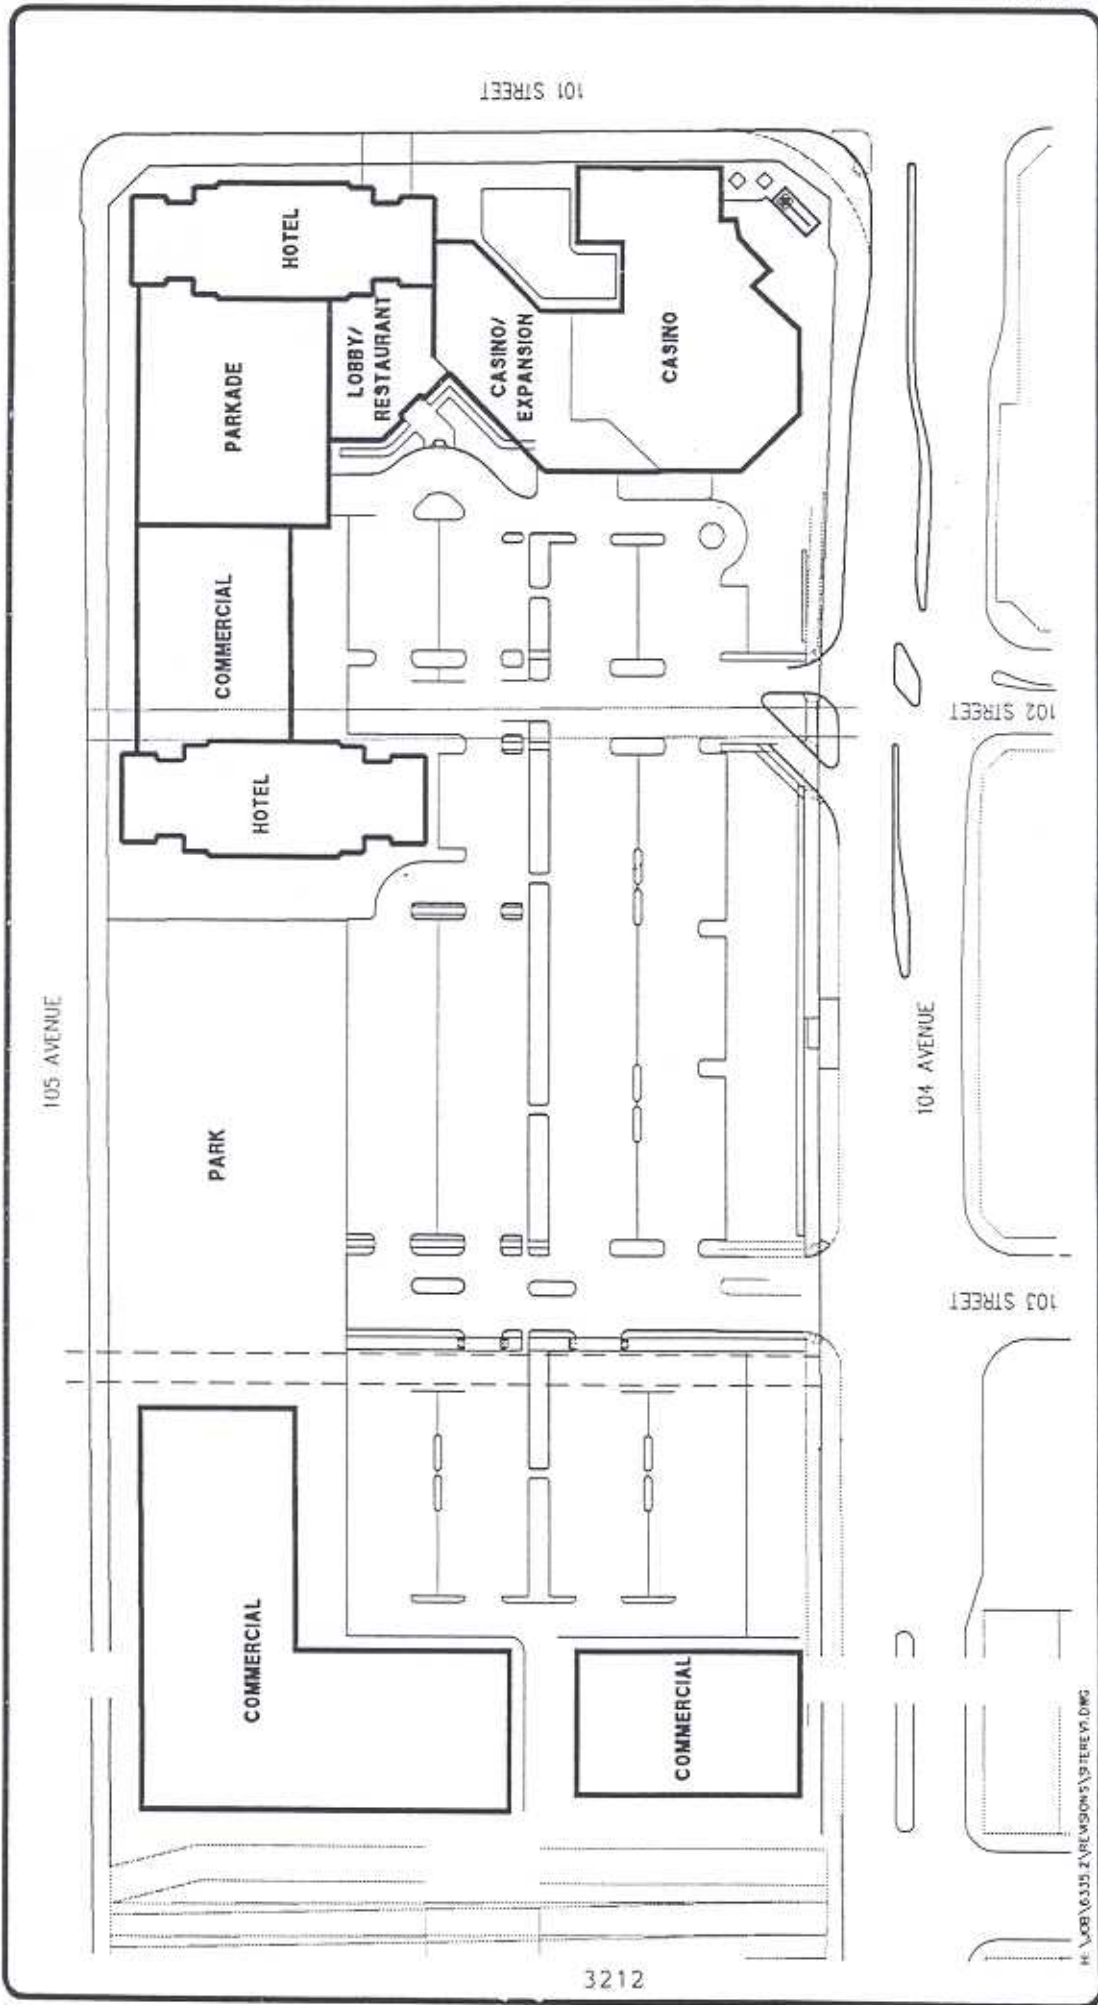 101 STREET
HOTEL
PARKADE
LOBBY/
RESTAURANT
CASINO/
EXPANSION
CASINO
COMMERCIAL
102 STREET
HOTEL
105 AVENUE
104 AVENUE
PARK
103 STREET
COMMERCIAL
COMMERCIAL
3212